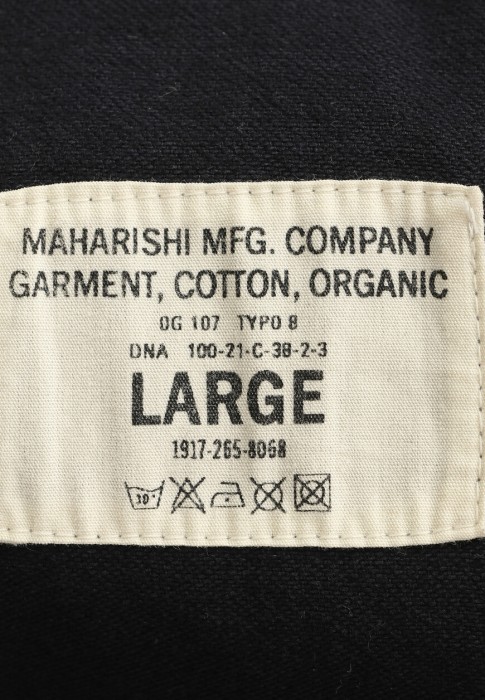 MAHARISHI MFG. COMPANY
GARMENT, COTTON, ORGANIC
OG 107 TYPO 8
DNA 100-21-C-38-2-3
LARGE
1917-265-8068
30°